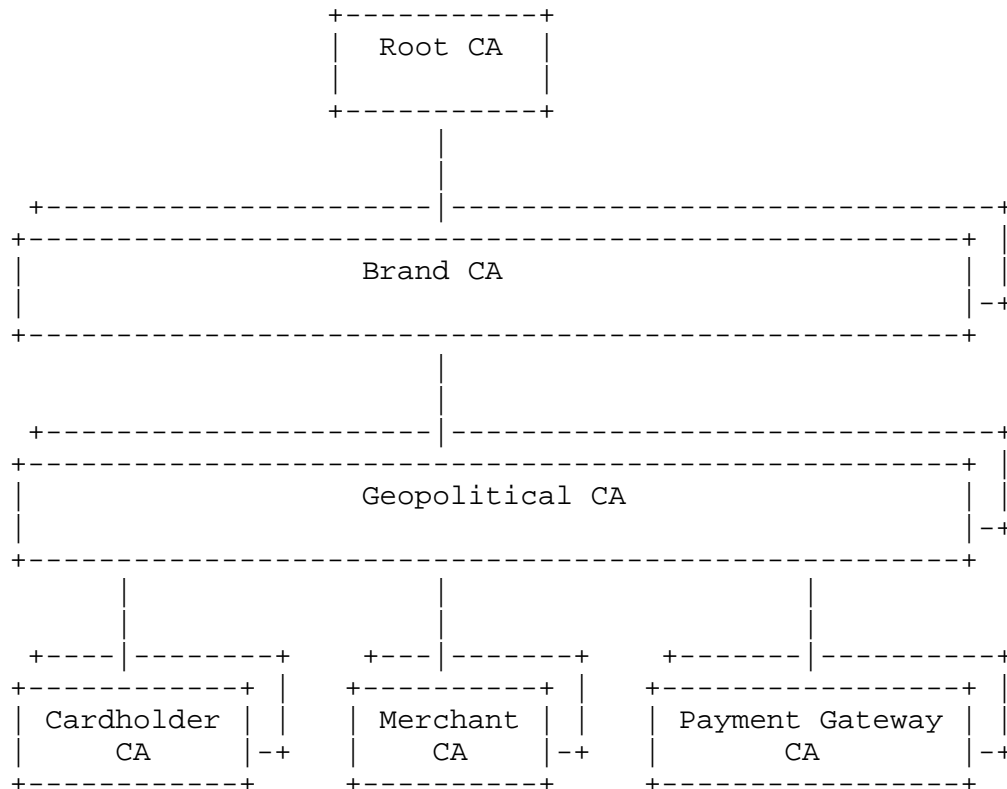 Root CA
Brand CA
Geopolitical CA
Cardholder Merchant Payment Gateway
CA CA CA